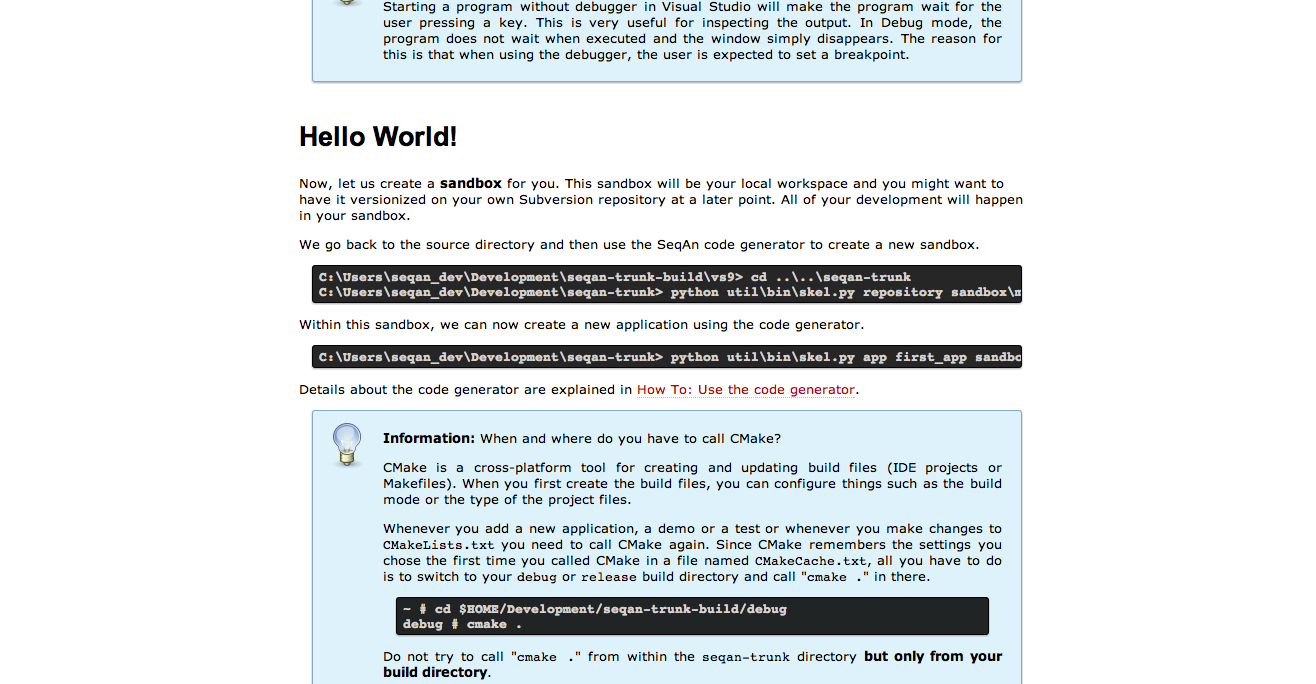 Starting a program without debugger in Visual Studio will make the program wait for the
user pressing a key. This is very useful for inspecting the output. In Debug mode, the
program does not wait when executed and the window simply disappears. The reason for
this is that when using the debugger, the user is expected to set a breakpoint.
Hello World!
Now, let us create a sandbox for you. This sandbox will be your local workspace and you might want to
have it versionized on your own Subversion repository at a later point. All of your development will happen
in your sandbox.
We go back to the source directory and then use the SeqAn code generator to create a new sandbox.
C:\Users\seqan_dev\Development\seqan-trunk-build\vs9> cd ..\..\seqan-trunk
C:\Users\seqan_dev\Development\seqan-trunk> python util\bin\skel.py repository sandbox\
Within this sandbox, we can now create a new application using the code generator.
C:\Users\seqan_dev\Development\seqan-trunk> python util\bin\skel.py app first_app sandbo
Details about the code generator are explained in How To: Use the code generator.
Information: When and where do you have to call CMake?
CMake is a cross-platform tool for creating and updating build files (IDE projects or
Makefiles). When you first create the build files, you can configure things such as the build
mode or the type of the project files.
Whenever you add a new application, a demo or a test or whenever you make changes to
CMakeLists.txt you need to call CMake again. Since CMake remembers the settings you
chose the first time you called CMake in a file named CMakeCache.txt, all you have to do
is to switch to your debug or release build directory and call "cmake ." in there.
~ # cd $HOME/Development/seqan-trunk-build/debug
debug # cmake .
Do not try to call "cmake ." from within the seqan-trunk directory but only from your
build directory.